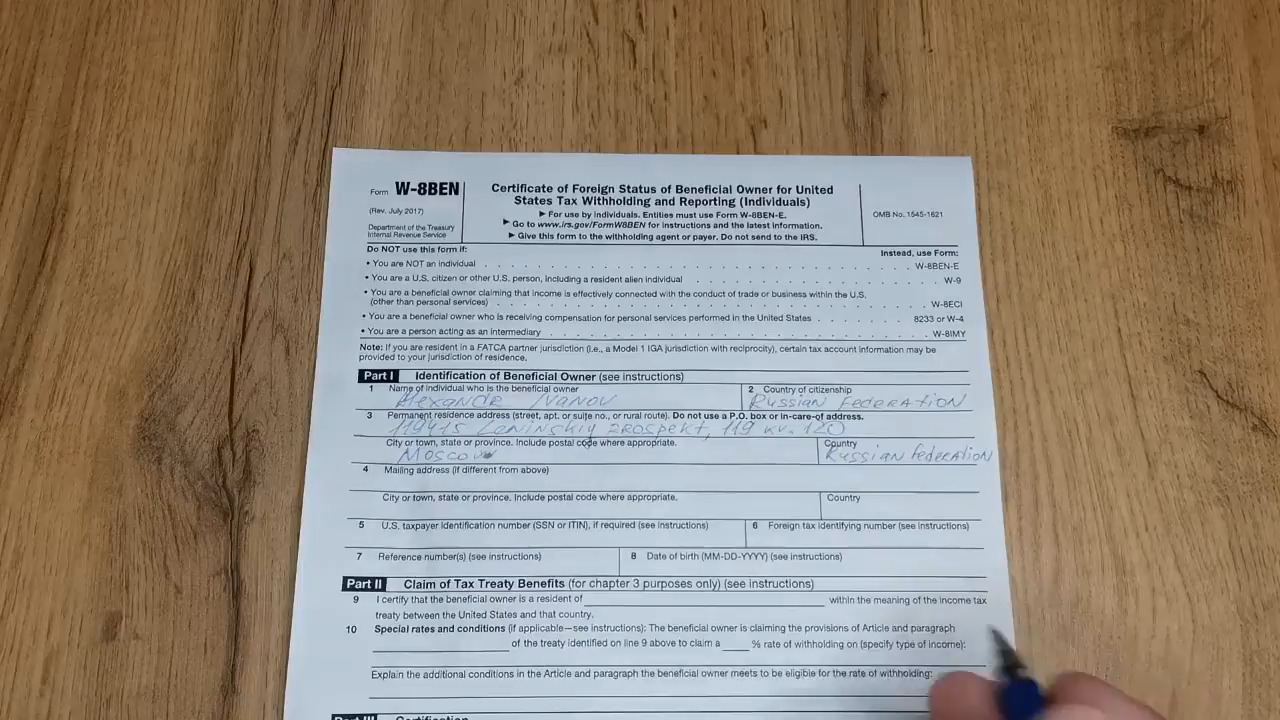 Form W-8BEN
(Rev. July 2017)
Department of the Treasury
Internal Revenue Service
Certificate of Foreign Status of Beneficial Owner for United
States Tax Withholding and Reporting (Individuals)
▶ For use by individuals. Entities must use Form W-8BEN-E.
▶ Go to www.irs.gov/FormW8BEN for instructions and the latest information.
▶ Give this form to the withholding agent or payer. Do not send to the IRS.
OMB No. 1545-1621
Do NOT use this form if:
Instead, use Form:
• You are NOT an individual . . . W-8BEN-E
• You are a U.S. citizen or other U.S. person, including a resident alien individual . . . W-9
• You are a beneficial owner claiming that income is effectively connected with the conduct of trade or business within the U.S.
(other than personal services) . . . W-8ECI
• You are a beneficial owner who is receiving compensation for personal services performed in the United States . . . 8233 or W-4
• You are a person acting as an intermediary . . . W-8IMY
Note: If you are resident in a FATCA partner jurisdiction (i.e., a Model 1 IGA jurisdiction with reciprocity), certain tax account information may be
provided to your jurisdiction of residence.
Part I Identification of Beneficial Owner (see instructions)
1 Name of individual who is the beneficial owner
Alexandr Ivanov
2 Country of citizenship
Russian Federation
3 Permanent residence address (street, apt. or suite no., or rural route). Do not use a P.O. box or in-care-of address.
119415 Leninskiy prospekt, 119 kv. 120
City or town, state or province. Include postal code where appropriate.
Moscow
Country
Russian Federation
4 Mailing address (if different from above)
City or town, state or province. Include postal code where appropriate.
Country
5 U.S. taxpayer identification number (SSN or ITIN), if required (see instructions)
6 Foreign tax identifying number (see instructions)
7 Reference number(s) (see instructions)
8 Date of birth (MM-DD-YYYY) (see instructions)
Part II Claim of Tax Treaty Benefits (for chapter 3 purposes only) (see instructions)
9 I certify that the beneficial owner is a resident of within the meaning of the income tax
treaty between the United States and that country.
10 Special rates and conditions (if applicable—see instructions): The beneficial owner is claiming the provisions of Article and paragraph
of the treaty identified on line 9 above to claim a % rate of withholding on (specify type of income):
Explain the additional conditions in the Article and paragraph the beneficial owner meets to be eligible for the rate of withholding:
Part III Certification